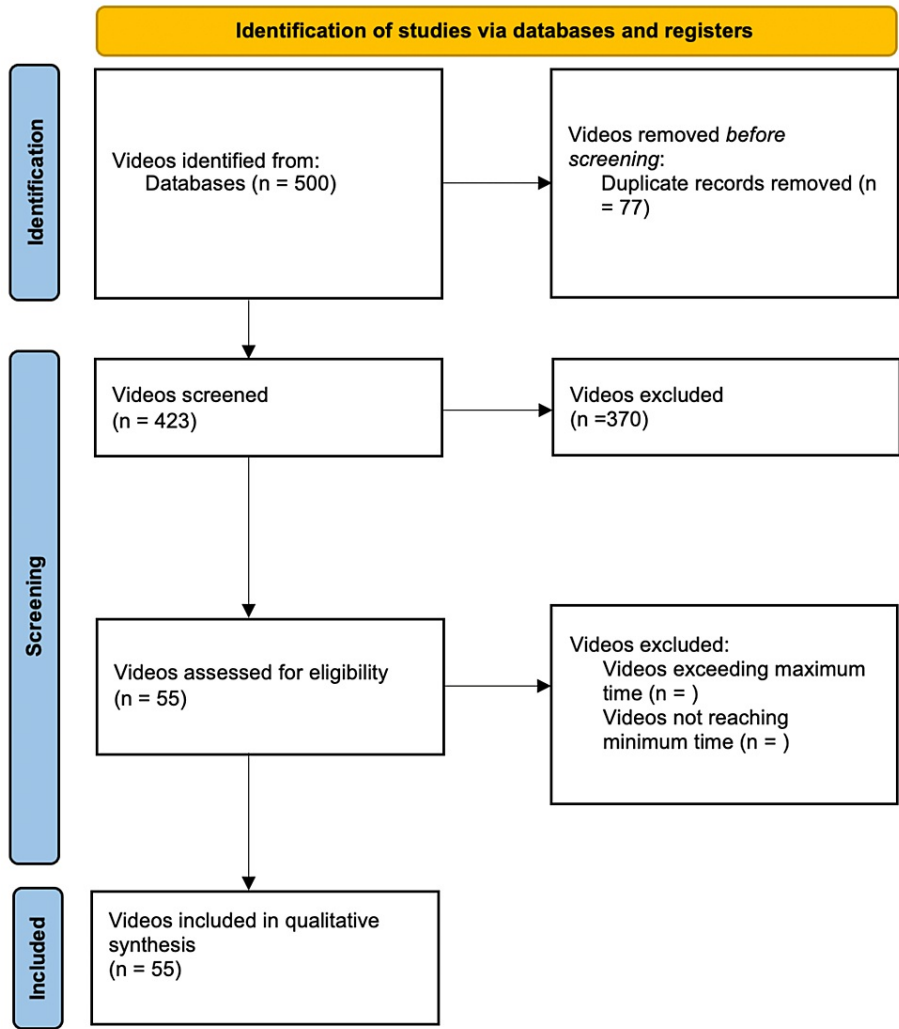 Identification of studies via databases and registers
Identification
Videos identified from:
Databases (n = 500)
Videos removed before
screening:
Duplicate records removed (n
= 77)
Screening
Videos screened
(n = 423)
Videos excluded
(n =370)
Videos assessed for eligibility
(n = 55)
Videos excluded:
Videos exceeding maximum
time (n = )
Videos not reaching
minimum time (n = )
Included
Videos included in qualitative
synthesis
(n = 55)